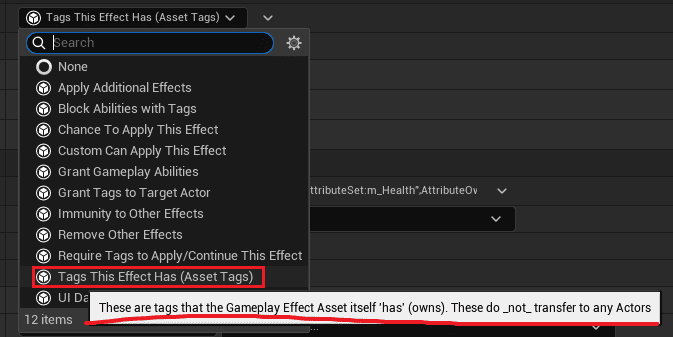 Tags This Effect Has (Asset Tags)
Search
None
Apply Additional Effects
Block Abilities with Tags
Chance To Apply This Effect
Custom Can Apply This Effect
Grant Gameplay Abilities
Grant Tags to Target Actor
ttributeSet:m_Health",AttributeOw
Immunity to Other Effects
Remove Other Effects
Require Tags to Apply/Continue This Effect
Tags This Effect Has (Asset Tags)
UI Da
These are tags that the Gameplay Effect Asset itself 'has' (owns). These do _not_ transfer to any Actors
12 items